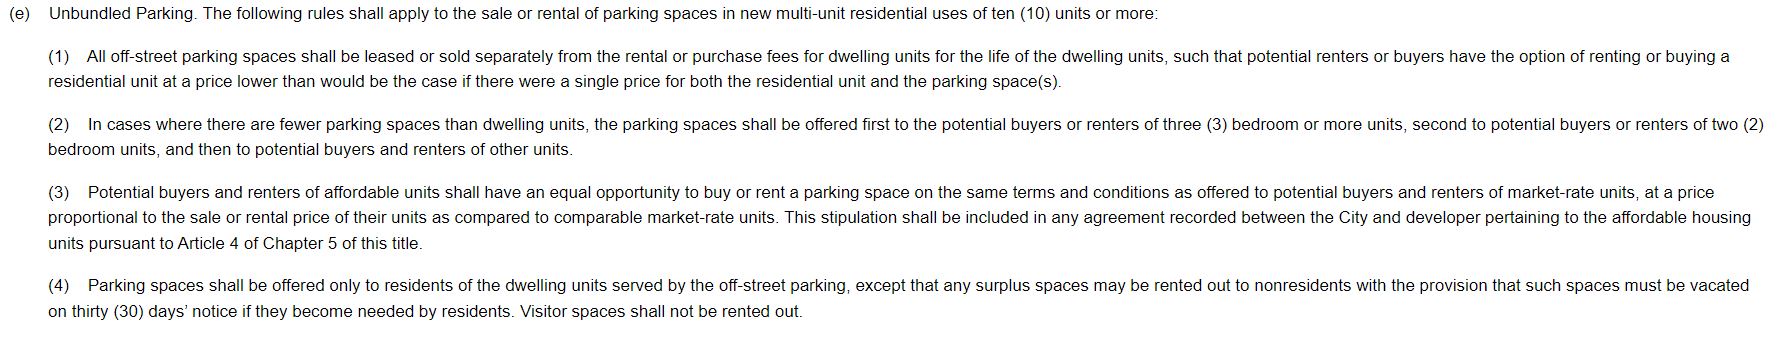 (e) Unbundled Parking. The following rules shall apply to the sale or rental of parking spaces in new multi-unit residential uses of ten (10) units or more:
(1) All off-street parking spaces shall be leased or sold separately from the rental or purchase fees for dwelling units for the life of the dwelling units, such that potential renters or buyers have the option of renting or buying a
residential unit at a price lower than would be the case if there were a single price for both the residential unit and the parking space(s).
(2) In cases where there are fewer parking spaces than dwelling units, the parking spaces shall be offered first to the potential buyers or renters of three (3) bedroom or more units, second to potential buyers or renters of two (2)
bedroom units, and then to potential buyers and renters of other units.
(3) Potential buyers and renters of affordable units shall have an equal opportunity to buy or rent a parking space on the same terms and conditions as offered to potential buyers and renters of market-rate units, at a price
proportional to the sale or rental price of their units as compared to comparable market-rate units. This stipulation shall be included in any agreement recorded between the City and developer pertaining to the affordable housing
units pursuant to Article 4 of Chapter 5 of this title.
(4) Parking spaces shall be offered only to residents of the dwelling units served by the off-street parking, except that any surplus spaces may be rented out to nonresidents with the provision that such spaces must be vacated
on thirty (30) days’ notice if they become needed by residents. Visitor spaces shall not be rented out.